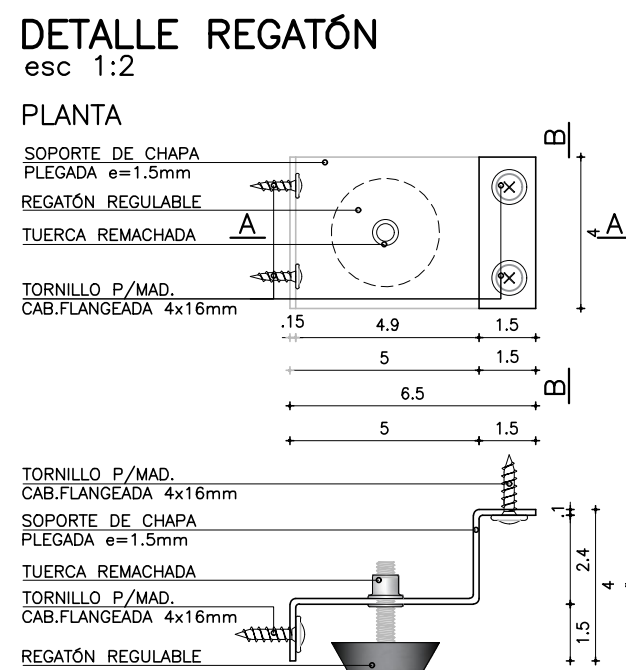 DETALLE REGATÓN
esc 1:2
PLANTA
SOPORTE DE CHAPA
PLEGADA e=1.5mm
REGATÓN REGULABLE
TUERCA REMACHADA
TORNILLO P/MAD.
CAB.FLANGEADA 4x16mm
B
A
4
A
.15
4.9
1.5
5
1.5
B
6.5
5
1.5
TORNILLO P/MAD.
CAB.FLANGEADA 4x16mm
SOPORTE DE CHAPA
PLEGADA e=1.5mm
TUERCA REMACHADA
TORNILLO P/MAD.
CAB.FLANGEADA 4x16mm
REGATÓN REGULABLE
.1
2.4
4
1.5